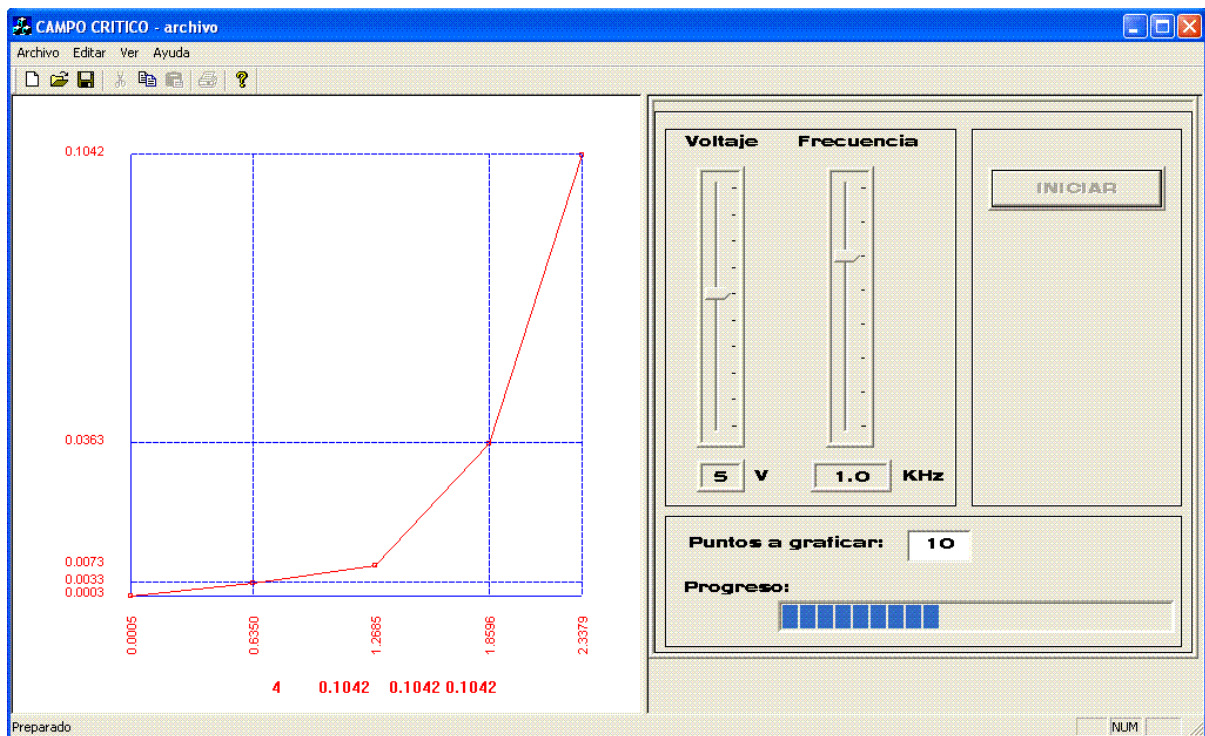 CAMPO CRITICO - archivo
Archivo Editar Ver Ayuda
0.1042
0.0363
0.0073
0.0033
0.0003
0.0005
0.6350
1.2685
1.8596
2.3379
4 0.1042 0.1042 0.1042
Voltaje Frecuencia
INICIAR
5 V 1.0 KHz
Puntos a graficar: 10
Progreso:
Preparado
NUM